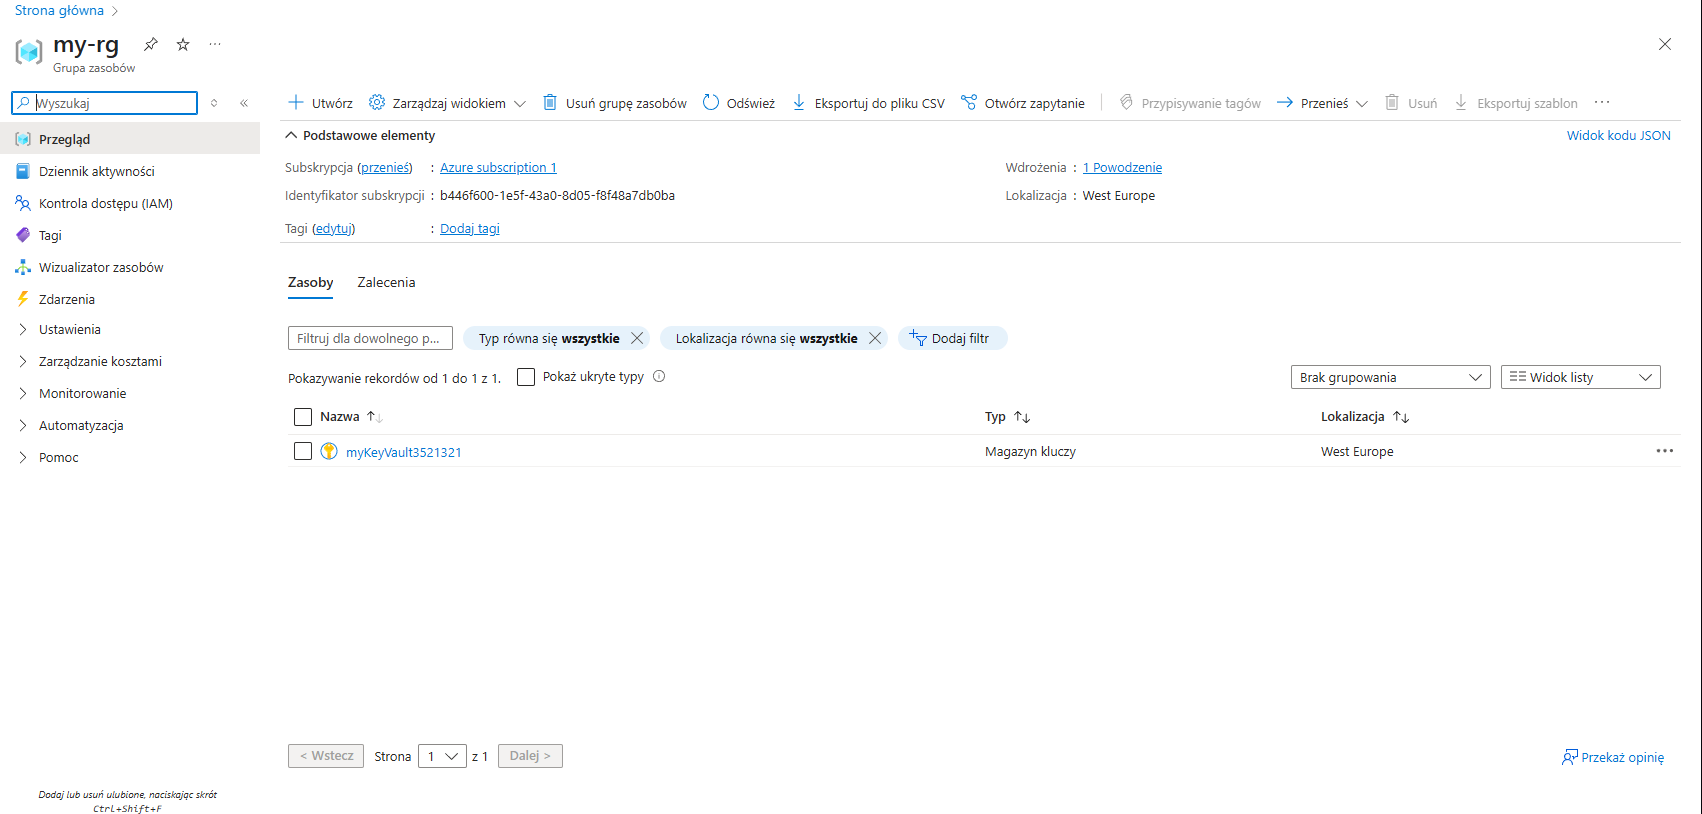 Strona główna
my-rg
Grupa zasobów
Wyszukaj
Przegląd
Dziennik aktywności
Kontrola dostępu (IAM)
Tagi
Wizualizator zasobów
Zdarzenia
Ustawienia
Zarządzanie kosztami
Monitorowanie
Automatyzacja
Pomoc
Dodaj lub usuń ulubione, naciskając skrót
Ctrl+Shift+F
Utwórz Zarządzaj widokiem Usuń grupę zasobów Odśwież Eksportuj do pliku CSV Otwórz zapytanie Przypisywanie tagów Przenieś Usuń Eksportuj szablon ...
Podstawowe elementy Widok kodu JSON
Subskrypcja (przenieś) : Azure subscription 1 Wdrożenia : 1 Powodzenie
Identyfikator subskrypcji : b446f600-1e5f-43a0-8d05-f8f48a7db0ba Lokalizacja : West Europe
Tagi (edytuj) : Dodaj tagi
Zasoby Zalecenia
Filtruj dla dowolnego p... Typ równa się wszystkie Lokalizacja równa się wszystkie Dodaj filtr
Pokazywanie rekordów od 1 do 1 z 1. Pokaż ukryte typy Brak grupowania Widok listy
Nazwa Typ Lokalizacja
myKeyVault3521321 Magazyn kluczy West Europe
< Wstecz Strona 1 z 1 Dalej > Przekaż opinię